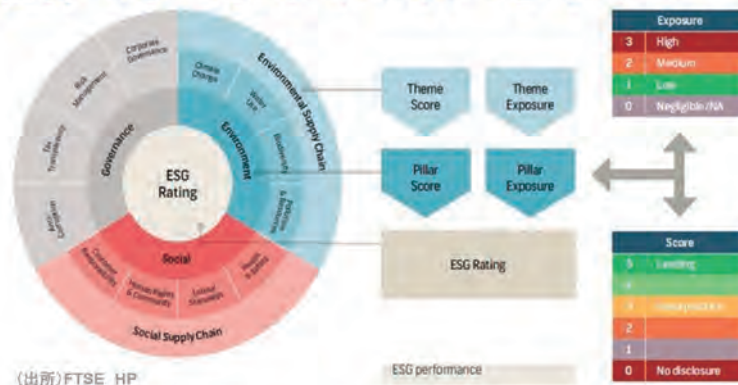 Corporate
Governance
Risk
Management
Tax
Transparency
Anti-
Corruption
Governance
ESG
Rating
Environment
Climate
Change
Water
Use
Biodiversity
Pollution
& Resources
Environmental Supply Chain
Social
Customer
Responsibility
Human Rights
& Community
Labour
Standards
Health
& Safety
Social Supply Chain
Theme
Score
Theme
Exposure
Pillar
Score
Pillar
Exposure
ESG Rating
ESG performance
Exposure
3 High
2 Medium
1 Low
0 Negligible/NA
Score
5 Leading
3
2
1
0 No disclosure
(出所)FTSE HP